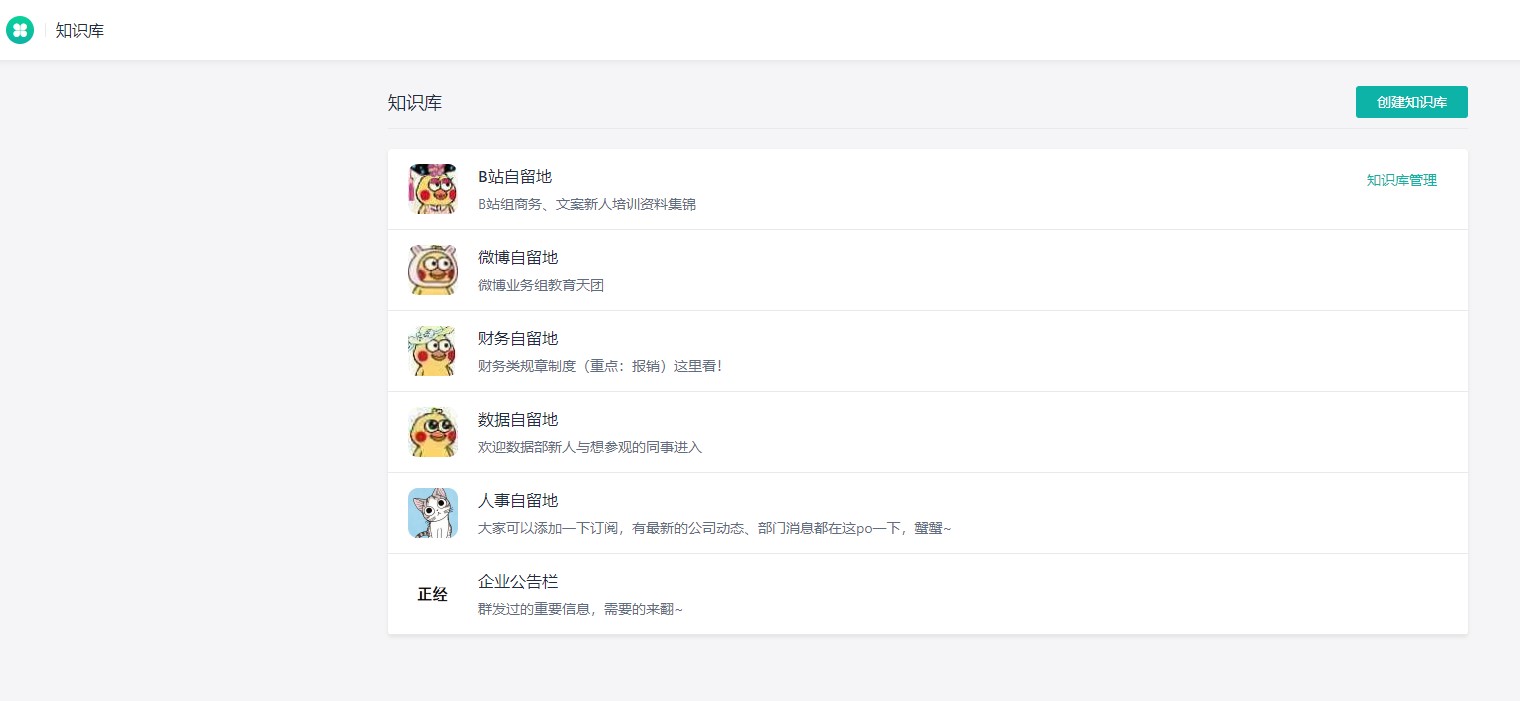 知识库
知识库
创建知识库
B站自留地
知识库管理
B站组商务、文案新人培训资料集锦
微博自留地
微博业务组教育天团
财务自留地
财务类规章制度（重点：报销）这里看！
数据自留地
欢迎数据部新人与想参观的同事进入
人事自留地
大家可以添加一下订阅，有最新的公司动态、部门消息都在这po一下，蟹蟹~
正经
企业公告栏
群发过的重要信息，需要的来翻~